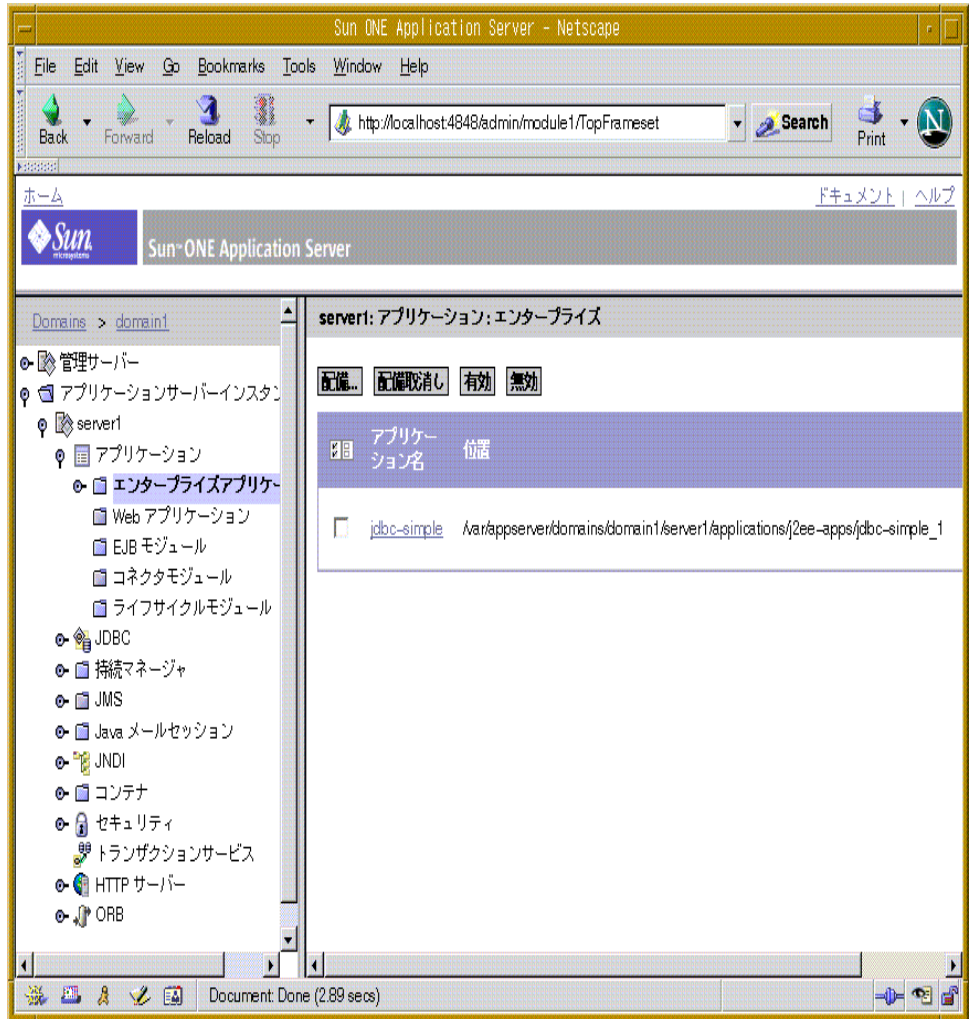 Sun ONE Application Server - Netscape
File Edit View Go Bookmarks Tools Window Help
Back Forward Reload Stop http://localhost:4848/admin/module1/TopFrameset Search Print N
ホーム ドキュメント | ヘルプ
Sun microsystems Sun™ ONE Application Server
Domains > domain1
管理サーバー
アプリケーションサーバーインスタン
server1
アプリケーション
エンタープライズアプリケー
Web アプリケーション
EJB モジュール
コネクタモジュール
ライフサイクルモジュール
JDBC
持続マネージャ
JMS
Java メールセッション
JNDI
コンテナ
セキュリティ
トランザクションサービス
HTTP サーバー
ORB
server1: アプリケーション: エンタープライズ
配備... 配備取消し 有効 無効
アプリケー
ション名 位置
jdbc-simple /var/appserver/domains/domain1/server1/applications/j2ee-apps/jdbc-simple_1
Document: Done (2.89 secs)